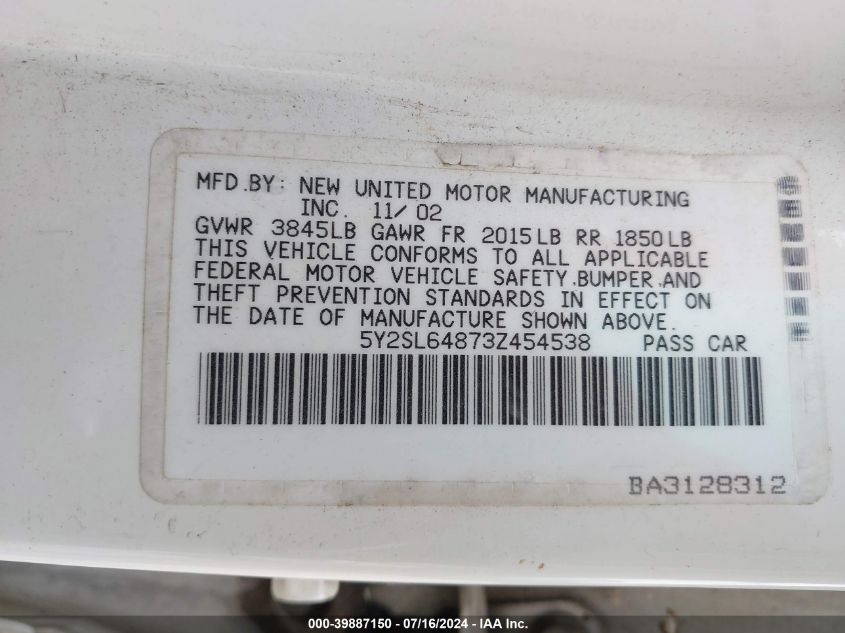 MFD.BY: NEW UNITED MOTOR MANUFACTURING
INC. 11/02
GVWR 3845LB GAWR FR 2015LB RR 1850LB
THIS VEHICLE CONFORMS TO ALL APPLICABLE
FEDERAL MOTOR VEHICLE SAFETY,BUMPER,AND
THEFT PREVENTION STANDARDS IN EFFECT ON
THE DATE OF MANUFACTURE SHOWN ABOVE.
5Y2SL64873Z454538 PASS CAR
BA3128312
000-39887150 - 07/16/2024 - IAA Inc.